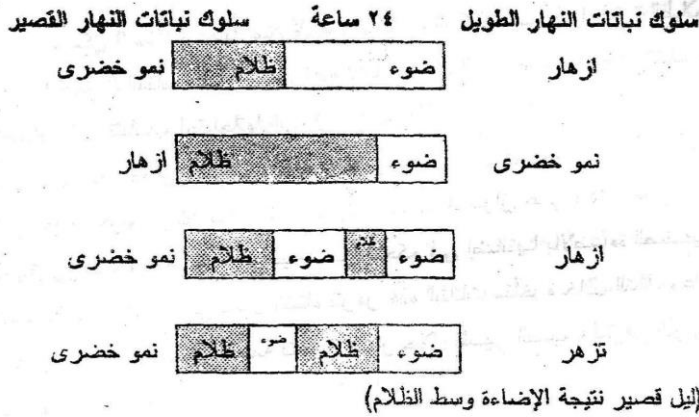 سلوك نباتات النهار الطويل ٢٤ ساعة سلوك نباتات النهار القصير
ازهار ضوء ظلام نمو خضرى
نمو خضرى ضوء ظلام ازهار
ازهار ضوء ظلام ضوء ظلام نمو خضرى
تزهر ضوء ظلام ضوء ظلام نمو خضرى
(ليل قصير نتيجة الإضاءة وسط الظلام)